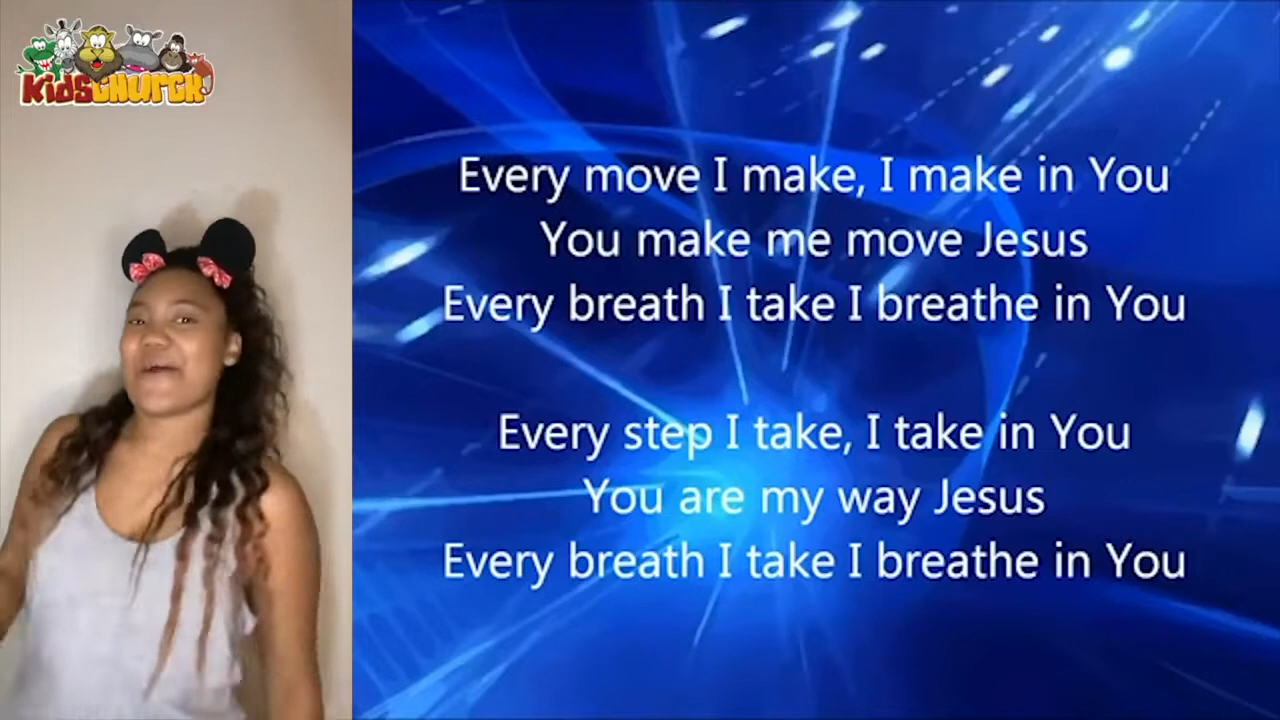 KidsCHURCH
Every move I make, I make in You
You make me move Jesus
Every breath I take I breathe in You
Every step I take, I take in You
You are my way Jesus
Every breath I take I breathe in You